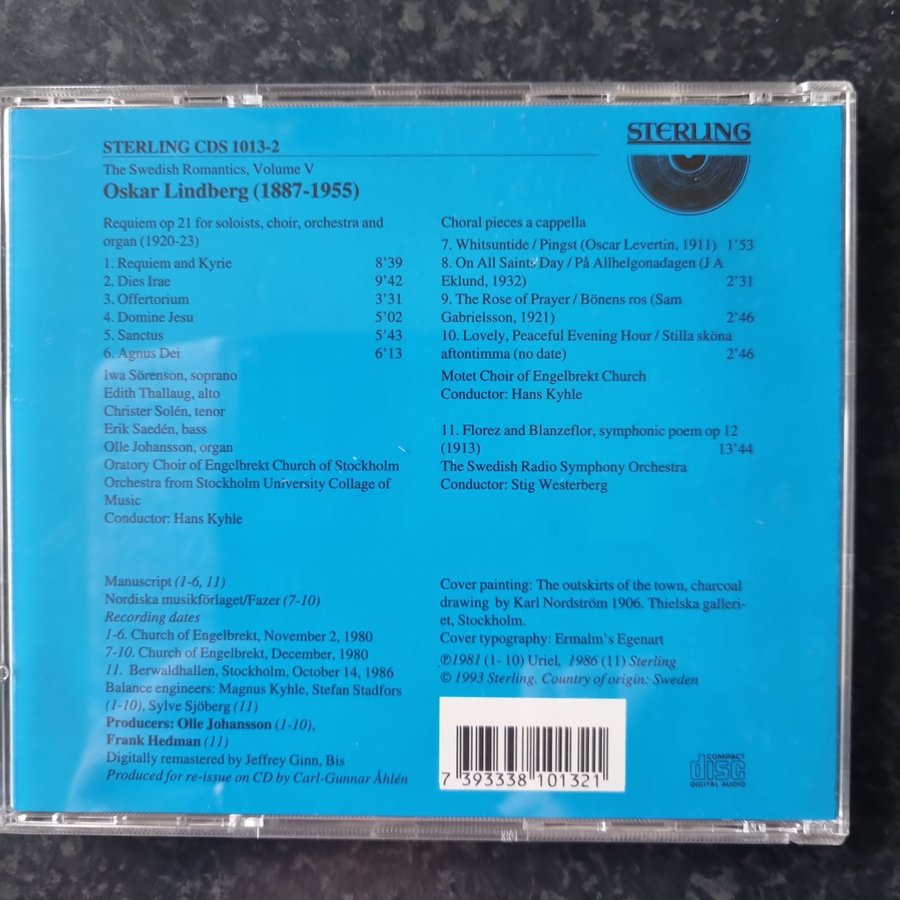 STERLING CDS 1013-2
STERLING
The Swedish Romantics, Volume V
Oskar Lindberg (1887-1955)
Requiem op 21 for soloists, choir, orchestra and
organ (1920-23)
1. Requiem and Kyrie 8’39
2. Dies Irae 9’42
3. Offertorium 3’31
4. Domine Jesu 5’02
5. Sanctus 5’43
6. Agnus Dei 6’13
Iwa Sörenson, soprano
Edith Thallaug, alto
Christer Solén, tenor
Erik Saedén, bass
Olle Johansson, organ
Oratory Choir of Engelbrekt Church of Stockholm
Orchestra from Stockholm University Collage of
Music
Conductor: Hans Kyhle
Choral pieces a cappella
7. Whitsuntide / Pingst (Oscar Levertin, 1911) 1’53
8. On All Saints Day / På Allhelgonadagen (J A
Eklund, 1932) 2’31
9. The Rose of Prayer / Bönens ros (Sam
Gabrielsson, 1921) 2’46
10. Lovely, Peaceful Evening Hour / Stilla sköna
aftontimma (no date) 2’46
Motet Choir of Engelbrekt Church
Conductor: Hans Kyhle
11. Florez and Blanzeflor, symphonic poem op 12
(1913) 13’44
The Swedish Radio Symphony Orchestra
Conductor: Stig Westerberg
Manuscript (1-6, 11)
Nordiska musikförlaget/Fazer (7-10)
Recording dates
1-6. Church of Engelbrekt, November 2, 1980
7-10. Church of Engelbrekt, December, 1980
11. Berwaldhallen, Stockholm, October 14, 1986
Balance engineers: Magnus Kyhle, Stefan Stadfors
(1-10), Sylve Sjöberg (11)
Producers: Olle Johansson (1-10),
Frank Hedman (11)
Digitally remastered by Jeffrey Ginn, Bis
Produced for re-issue on CD by Carl-Gunnar Åhlén
Cover painting: The outskirts of the town, charcoal
drawing by Karl Nordström 1906. Thielska galleri-
et, Stockholm.
Cover typography: Ermalm’s Egenart
℗1981 (1- 10) Uriel, 1986 (11) Sterling
© 1993 Sterling. Country of origin: Sweden
7 393338 101321
COMPACT
disc
DIGITAL AUDIO